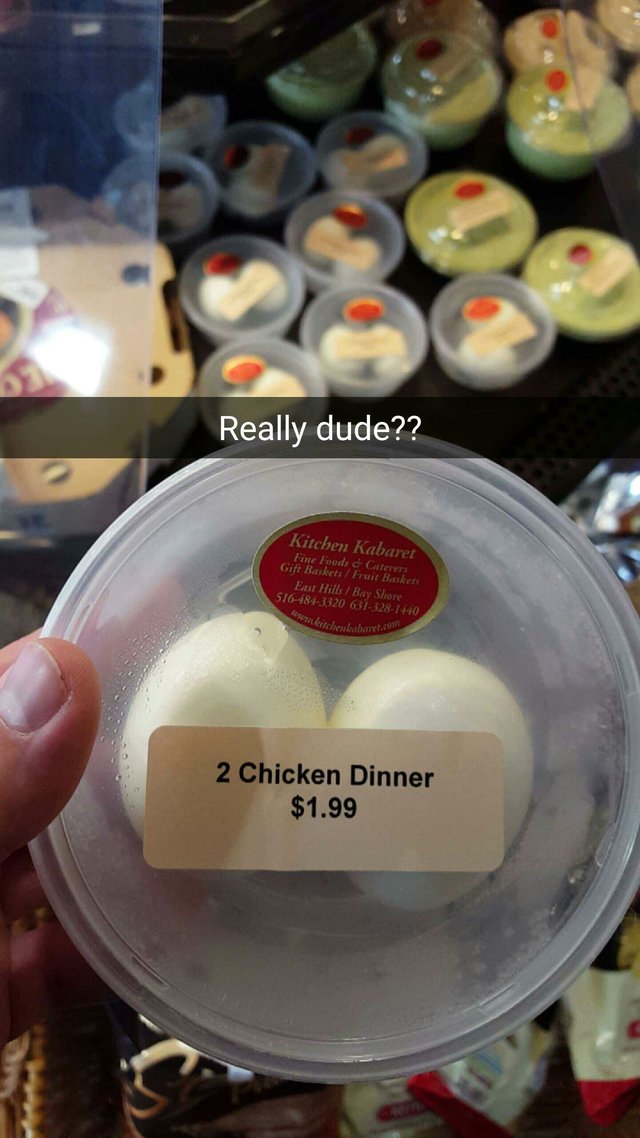 Really dude??
Kitchen Kabaret
Fine Foods & Caterers
Gift Baskets / Fruit Baskets
East Hills / Bay Shore
516-484-3320 631-328-1440
www.kitchenkabaret.com
2 Chicken Dinner
$1.99